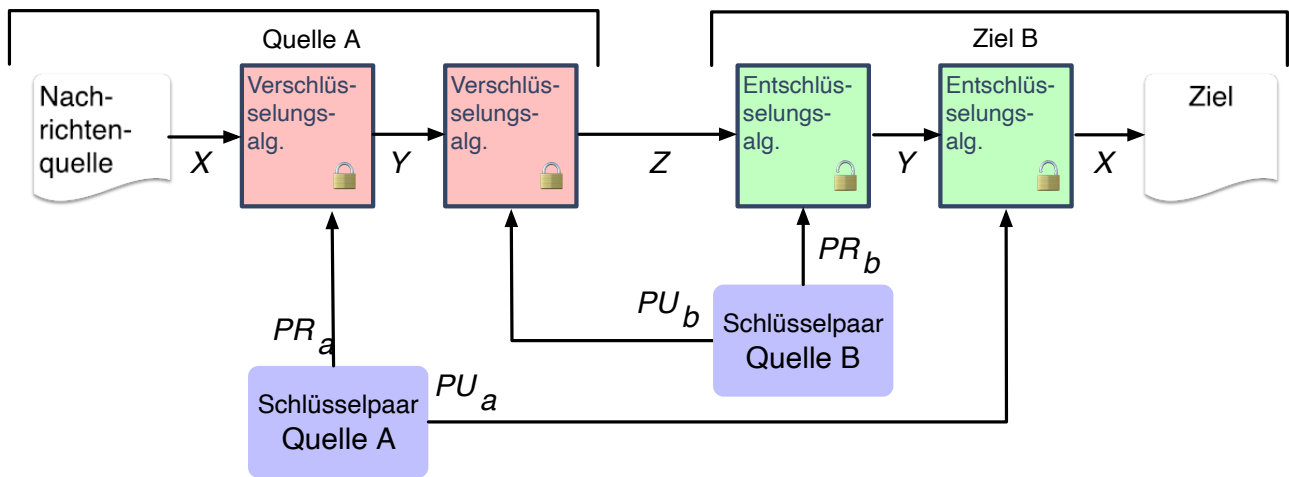 Quelle A
Ziel B
Nach-
richten-
quelle
Verschlüs-
selungs-
alg.
Verschlüs-
selungs-
alg.
Entschlüs-
selungs-
alg.
Entschlüs-
selungs-
alg.
Ziel
X
Y
Z
Y
X
PR a
PU b
PR b
PU a
Schlüsselpaar
Quelle B
Schlüsselpaar
Quelle A